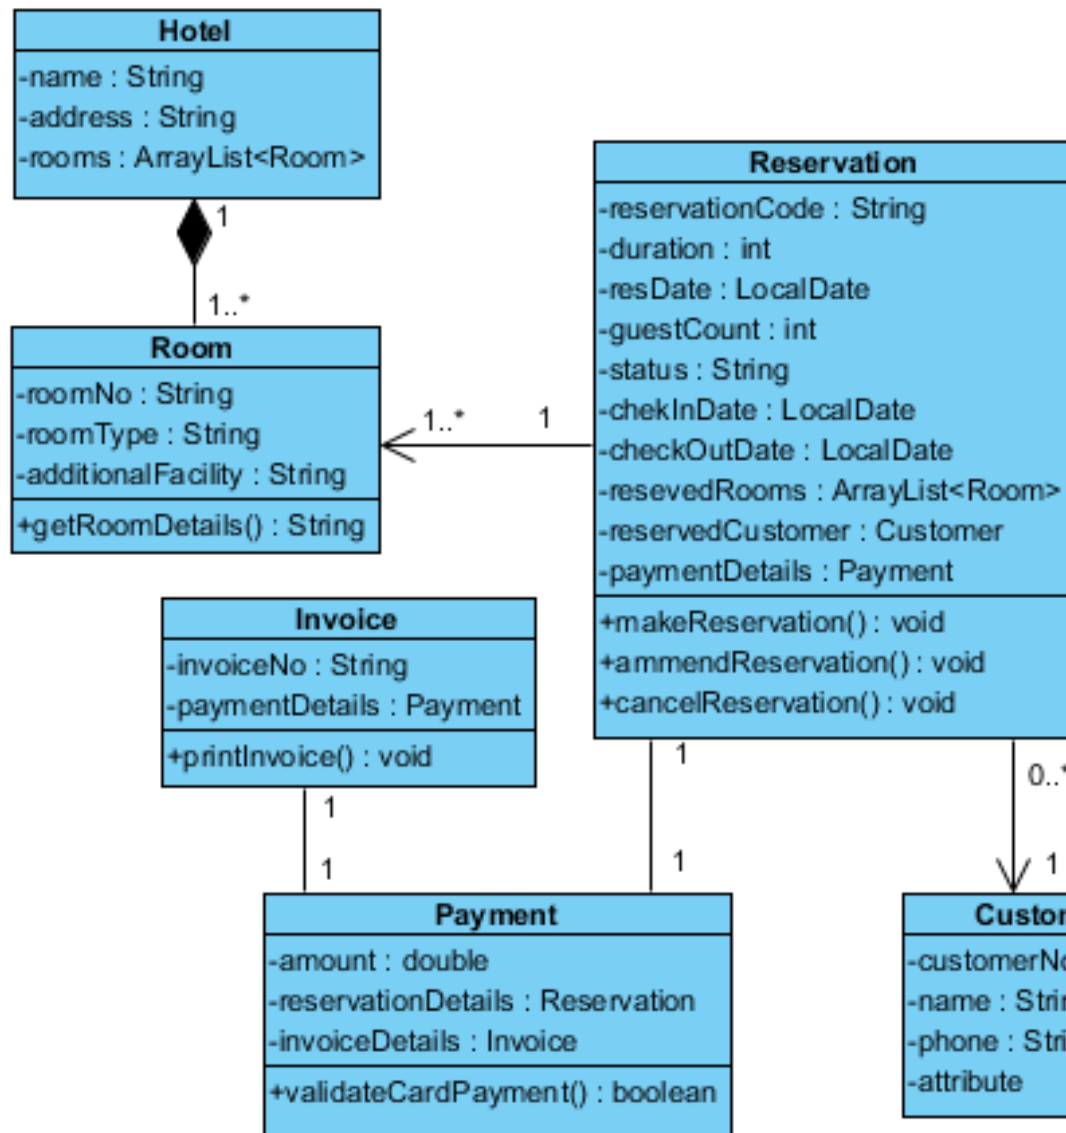 Hotel
-name : String
-address : String
-rooms : ArrayList<Room>
1
1..*
Room
-roomNo : String
-roomType : String
-additionalFacility : String
+getRoomDetails() : String
1..*
1
Reservation
-reservationCode : String
-duration : int
-resDate : LocalDate
-guestCount : int
-status : String
-chekInDate : LocalDate
-checkOutDate : LocalDate
-resevedRooms : ArrayList<Room>
-reservedCustomer : Customer
-paymentDetails : Payment
+makeReservation() : void
+ammendReservation() : void
+cancelReservation() : void
Invoice
-invoiceNo : String
-paymentDetails : Payment
+printInvoice() : void
1
1
1
1
0..*
1
Payment
-amount : double
-reservationDetails : Reservation
-invoiceDetails : Invoice
+validateCardPayment() : boolean
-name :
-phone :
-attribute